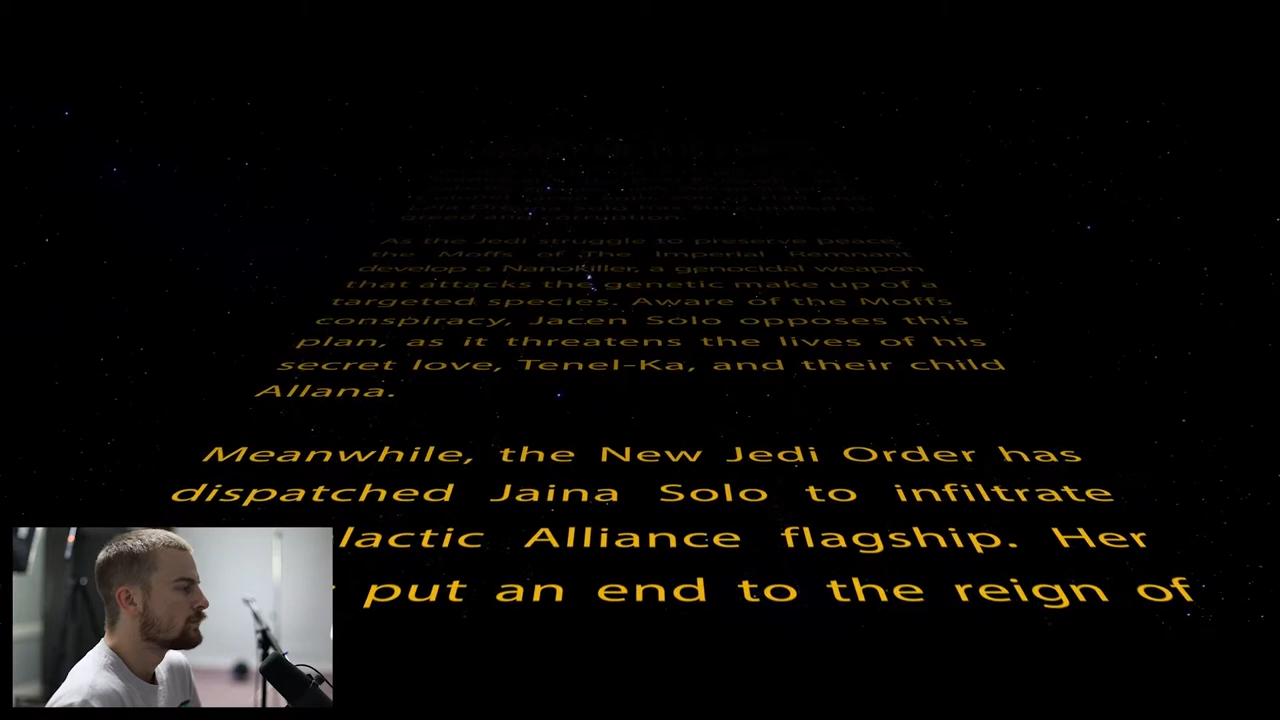 greed and corruption.
As the Jedi struggle to preserve peace,
the Moffs of The Imperial Remnant
develop a Nanokiller, a genocidal weapon
that attacks the genetic make up of a
targeted species. Aware of the Moffs
conspiracy, Jacen Solo opposes this
plan, as it threatens the lives of his
secret love, Tenel-Ka, and their child
Allana.
Meanwhile, the New Jedi Order has
dispatched Jaina Solo to infiltrate
lactic Alliance flagship. Her
put an end to the reign of